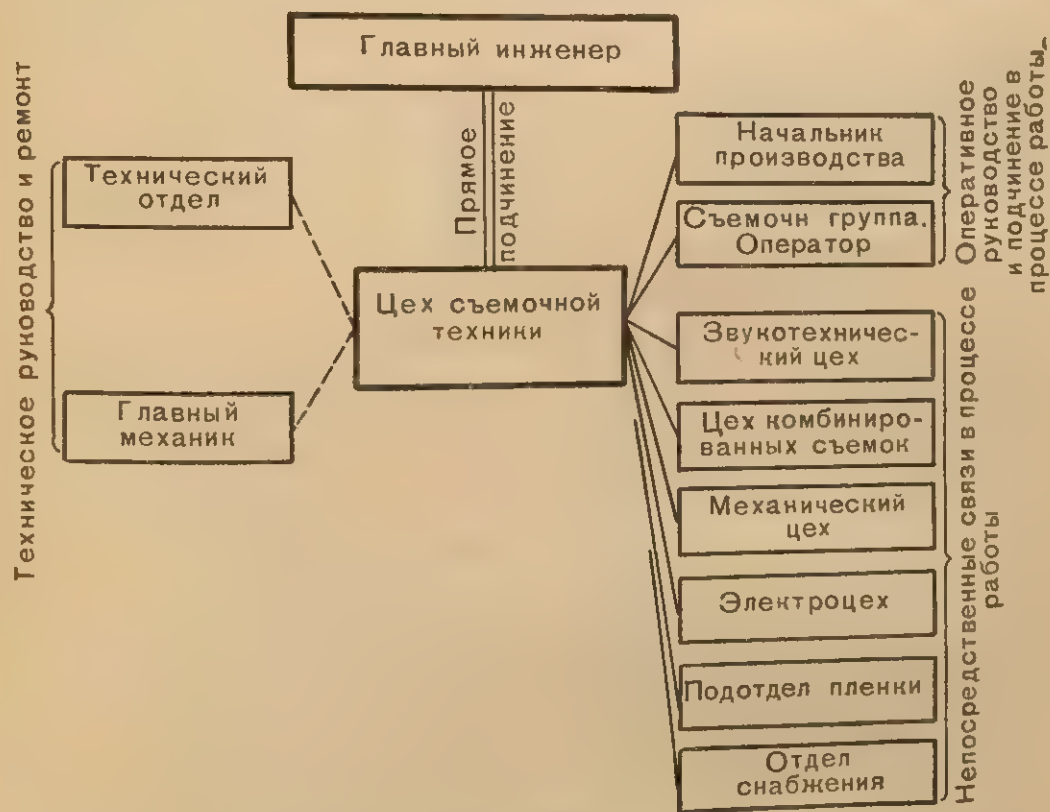 Главный инженер
Прямое
подчинение
Техническое руководство и ремонт
Технический
отдел
Главный
механик
Цех съемочной
техники
Начальник
производства
Съемочн группа.
Оператор
Оперативное
руководство
и подчинение в
процессе работы
Звукотехничес-
кий цех
Цех комбиниро-
ванных съемок
Механический
цех
Электроцех
Подотдел пленки
Отдел
снабжения
Непосредственные связи в процессе
работы